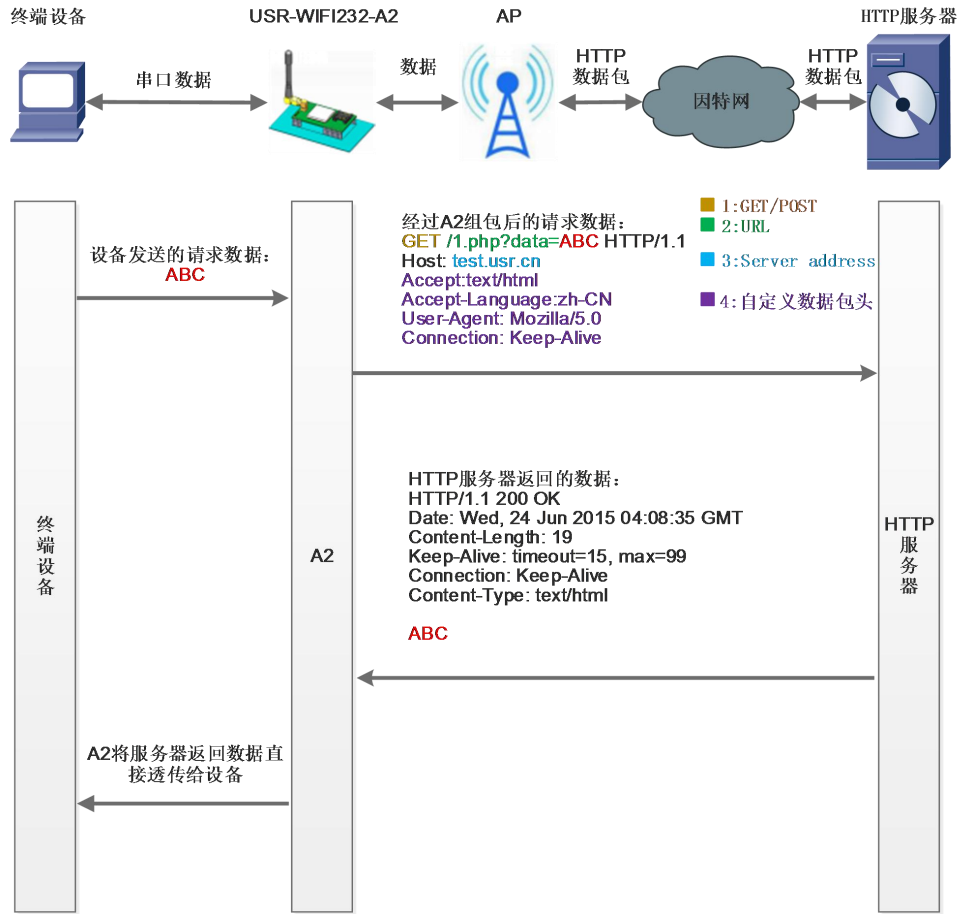 终端设备
USR-WIFI232-A2
AP
HTTP服务器
串口数据
数据
HTTP
数据包
因特网
HTTP
数据包
设备发送的请求数据:
ABC
经过A2组包后的请求数据:
GET /1.php?data=ABC HTTP/1.1
Host: test.usr.cn
Accept:text/html
Accept-Language:zh-CN
User-Agent: Mozilla/5.0
Connection: Keep-Alive
1:GET/POST
2:URL
3:Server address
4:自定义数据包头
HTTP服务器返回的数据:
HTTP/1.1 200 OK
Date: Wed, 24 Jun 2015 04:08:35 GMT
Content-Length: 19
Keep-Alive: timeout=15, max=99
Connection: Keep-Alive
Content-Type: text/html
ABC
终
端
设
备
A2
HTTP
服
务
器
A2将服务器返回数据直
接透传给设备